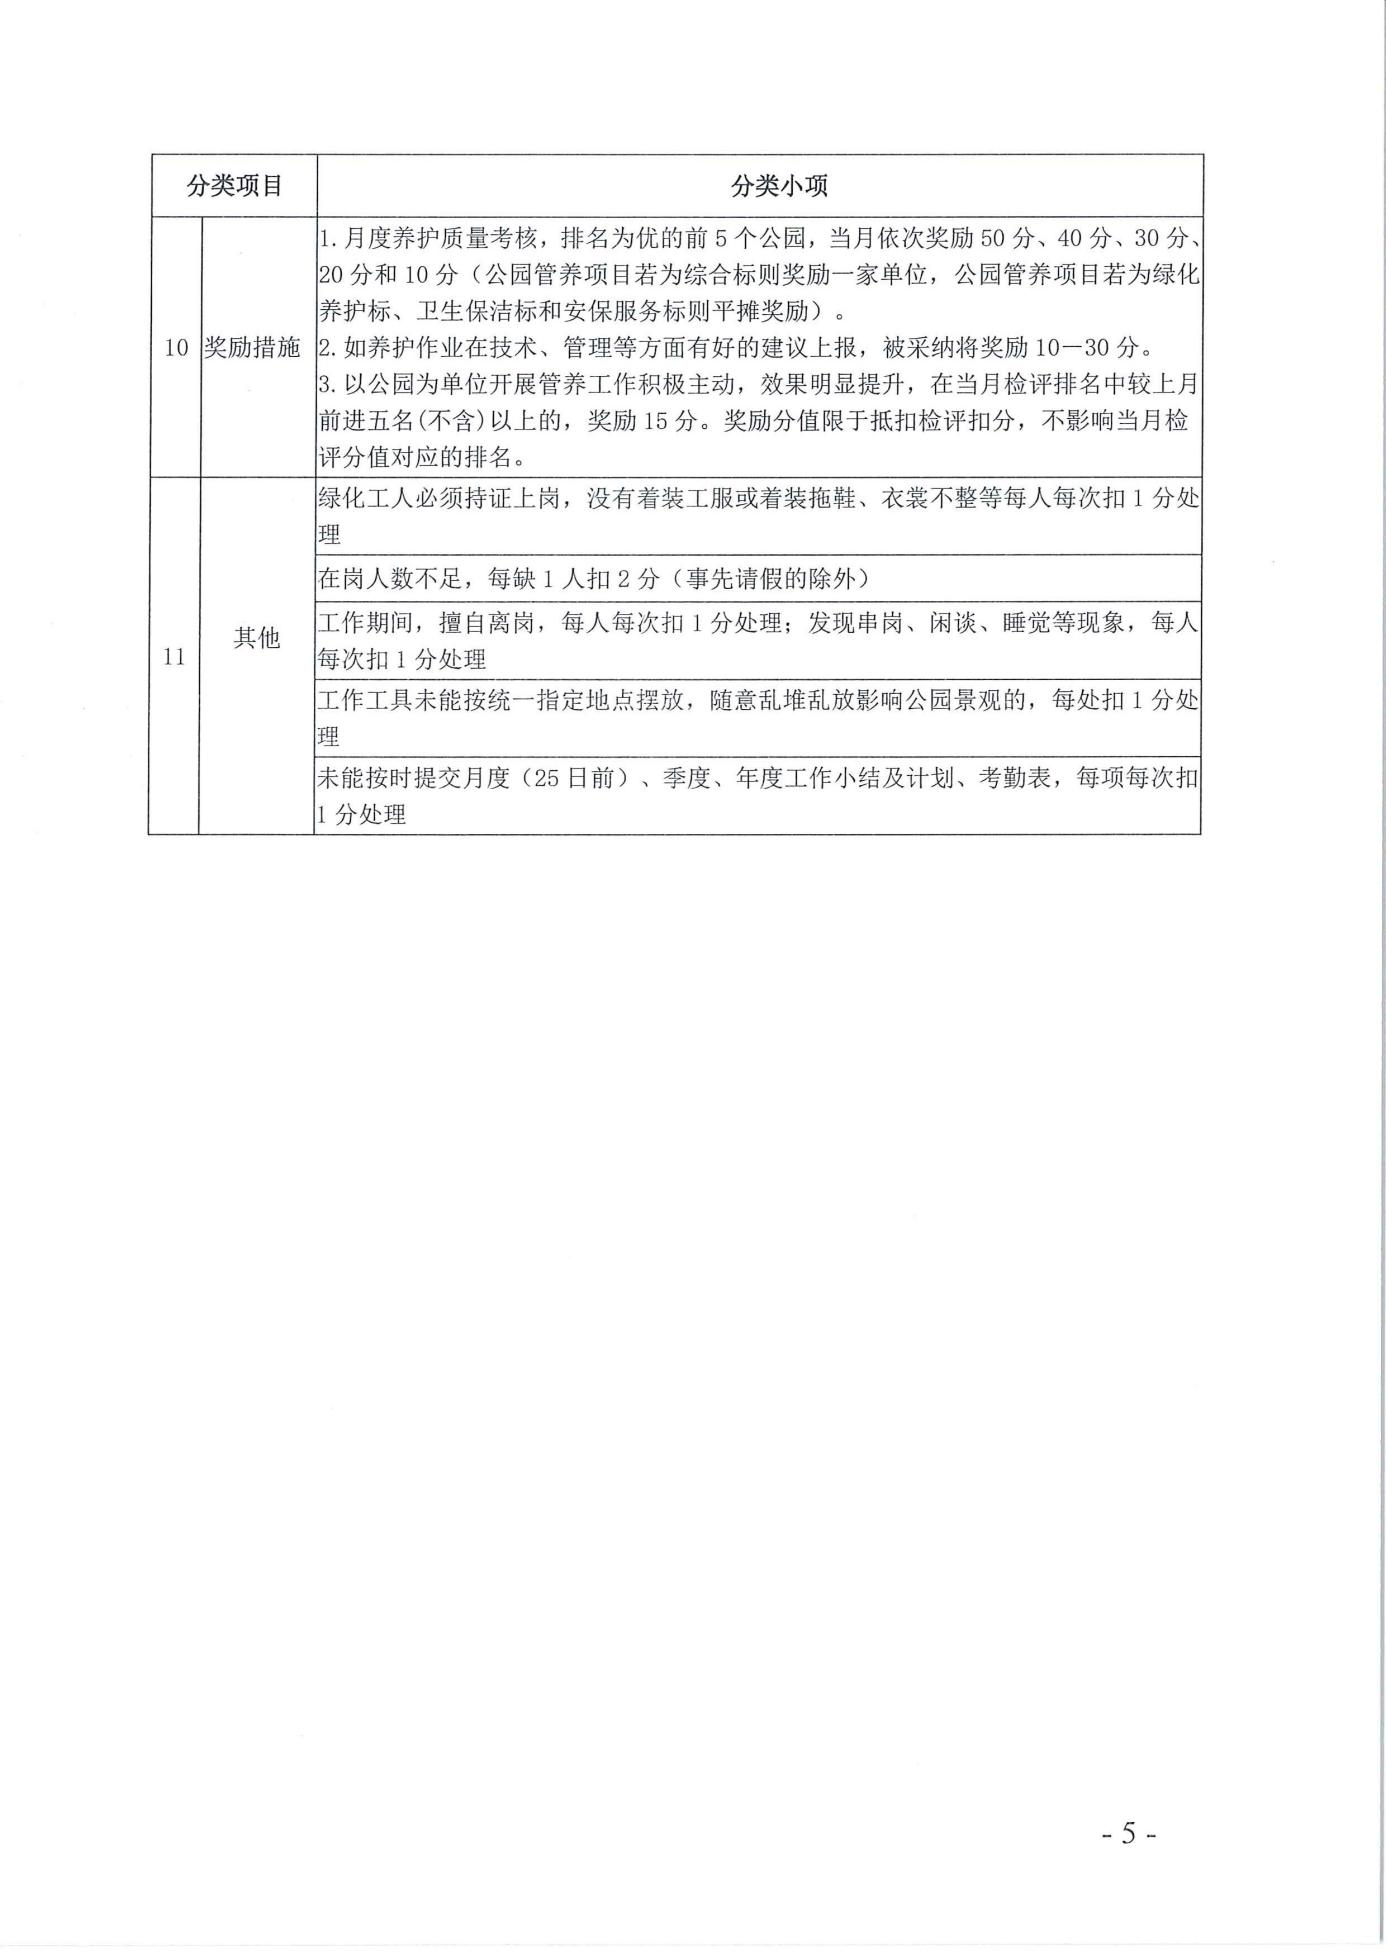 分类项目
分类小项
10
奖励措施
1.月度养护质量考核，排名为优的前5个公园，当月依次奖励50分、40分、30分、
20分和10分（公园管养项目若为综合标则奖励一家单位，公园管养项目若为绿化
养护标、卫生保洁标和安保服务标则平摊奖励）。
2.如养护作业在技术、管理等方面有好的建议上报，被采纳将奖励10－30分。
3.以公园为单位开展管养工作积极主动，效果明显提升，在当月检评排名中较上月
前进五名(不含)以上的，奖励15分。奖励分值限于抵扣检评扣分，不影响当月检
评分值对应的排名。
11
其他
绿化工人必须持证上岗，没有着装工服或着装拖鞋、衣裳不整等每人每次扣1分处
理
在岗人数不足，每缺1人扣2分（事先请假的除外）
工作期间，擅自离岗，每人每次扣1分处理；发现串岗、闲谈、睡觉等现象，每人
每次扣1分处理
工作工具未能按统一指定地点摆放，随意乱堆乱放影响公园景观的，每处扣1分处
理
未能按时提交月度（25日前）、季度、年度工作小结及计划、考勤表，每项每次扣
1分处理
- 5 -